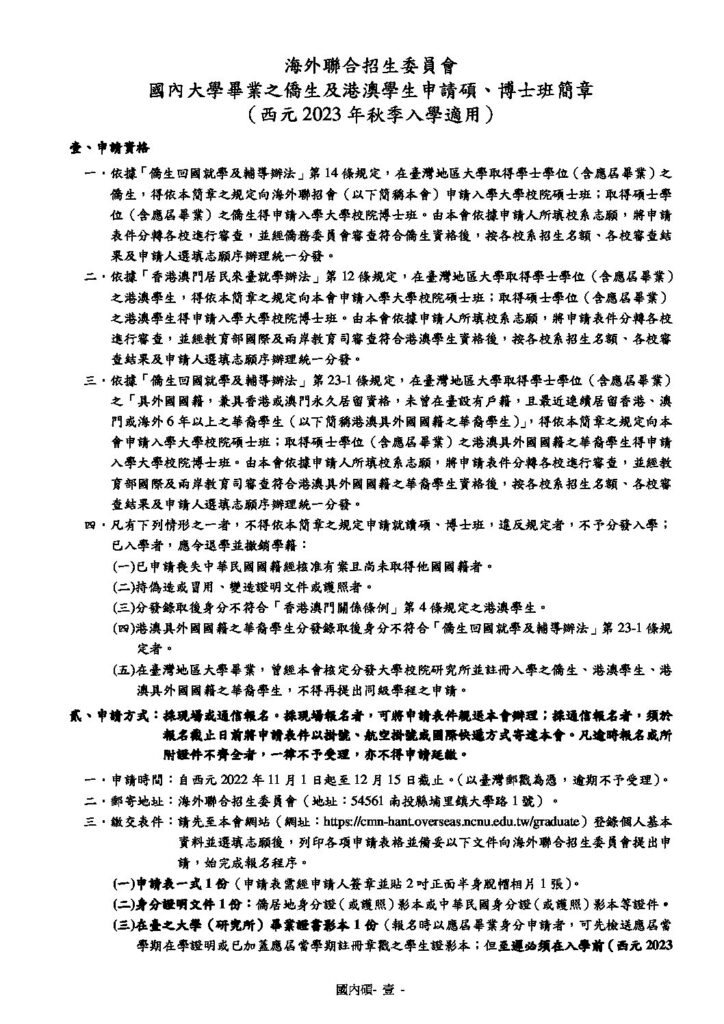 海外聯合招生委員會
國內大學畢業之僑生及港澳學生申請碩、博士班簡章
（西元 2023 年秋季入學適用）
壹、申請資格
一．依據「僑生回國就學及輔導辦法」第 14 條規定，在臺灣地區大學取得學士學位（含應屆畢業）之
僑生，得依本簡章之規定向海外聯招會（以下簡稱本會）申請入學大學校院碩士班；取得碩士學
位（含應屆畢業）之僑生得申請入學大學校院博士班。由本會依據申請人所填校系志願，將申請
表件分轉各校進行審查，並經僑務委員會審查符合僑生資格後，按各校系招生名額、各校審查結
果及申請人選填志願序辦理統一分發。
二．依據「香港澳門居民來臺就學辦法」第 12 條規定，在臺灣地區大學取得學士學位（含應屆畢業）
之港澳學生，得依本簡章之規定向本會申請入學大學校院碩士班；取得碩士學位（含應屆畢業）
之港澳學生得申請入學大學校院博士班。由本會依據申請人所填校系志願，將申請表件分轉各校
進行審查，並經教育部國際及兩岸教育司審查符合港澳學生資格後，按各校系招生名額、各校審
查結果及申請人選填志願序辦理統一分發。
三．依據「僑生回國就學及輔導辦法」第 23-1 條規定，在臺灣地區大學取得學士學位（含應屆畢業）
之「具外國國籍，兼具香港或澳門永久居留資格，未曾在臺設有戶籍，且最近連續居留香港、澳
門或海外 6 年以上之華裔學生（以下簡稱港澳具外國國籍之華裔學生）」，得依本簡章之規定向本
會申請入學大學校院碩士班；取得碩士學位（含應屆畢業）之港澳具外國國籍之華裔學生得申請
入學大學校院博士班。由本會依據申請人所填校系志願，將申請表件分轉各校進行審查，並經教
育部國際及兩岸教育司審查符合港澳具外國國籍之華裔學生資格後，按各校系招生名額、各校審
查結果及申請人選填志願序辦理統一分發。
四．凡有下列情形之一者，不得依本簡章之規定申請就讀碩、博士班，違反規定者，不予分發入學；
已入學者，應令退學並撤銷學籍：
(一)已申請喪失中華民國國籍經核准有案且尚未取得他國國籍者。
(二)持偽造或冒用、變造證明文件或護照者。
(三)分發錄取後身分不符合「香港澳門關係條例」第 4 條規定之港澳學生。
(四)港澳具外國國籍之華裔學生分發錄取後身分不符合「僑生回國就學及輔導辦法」第 23-1 條規
定者。
(五)在臺灣地區大學畢業，曾經本會核定分發大學校院研究所並註冊入學之僑生、港澳學生、港
澳具外國國籍之華裔學生，不得再提出同級學程之申請。
貳、申請方式：採現場或通信報名。採現場報名者，可將申請表件親送本會辦理；採通信報名者，須於
報名截止日前將申請表件以掛號、航空掛號或國際快遞方式寄達本會。凡逾時報名或所
附證件不齊全者，一律不予受理，亦不得申請延繳。
一．申請時間：自西元 2022 年 11 月 1 日起至 12 月 15 日截止。（以臺灣郵戳為憑，逾期不予受理）。
二．郵寄地址：海外聯合招生委員會（地址：54561 南投縣埔里鎮大學路 1 號）。
三．繳交表件：請先至本會網站（網址：https://cmn-hant.overseas.ncnu.edu.tw/graduate）登錄個人基本
資料並選填志願後，列印各項申請表格並備妥以下文件向海外聯合招生委員會提出申
請，始完成報名程序。
(一)申請表一式 1 份（申請表需經申請人簽章並貼 2 吋正面半身脫帽相片 1 張）。
(二)身分證明文件 1 份：僑居地身分證（或護照）影本或中華民國身分證（或護照）影本等證件。
(三)在臺之大學（研究所）畢業證書影本 1 份（報名時以應屆畢業身分申請者，可先檢送應屆當
學期在學證明或已加蓋應屆當學期註冊章戳之學生證影本；但至遲必須在入學前（西元 2023
國內碩- 壹 -